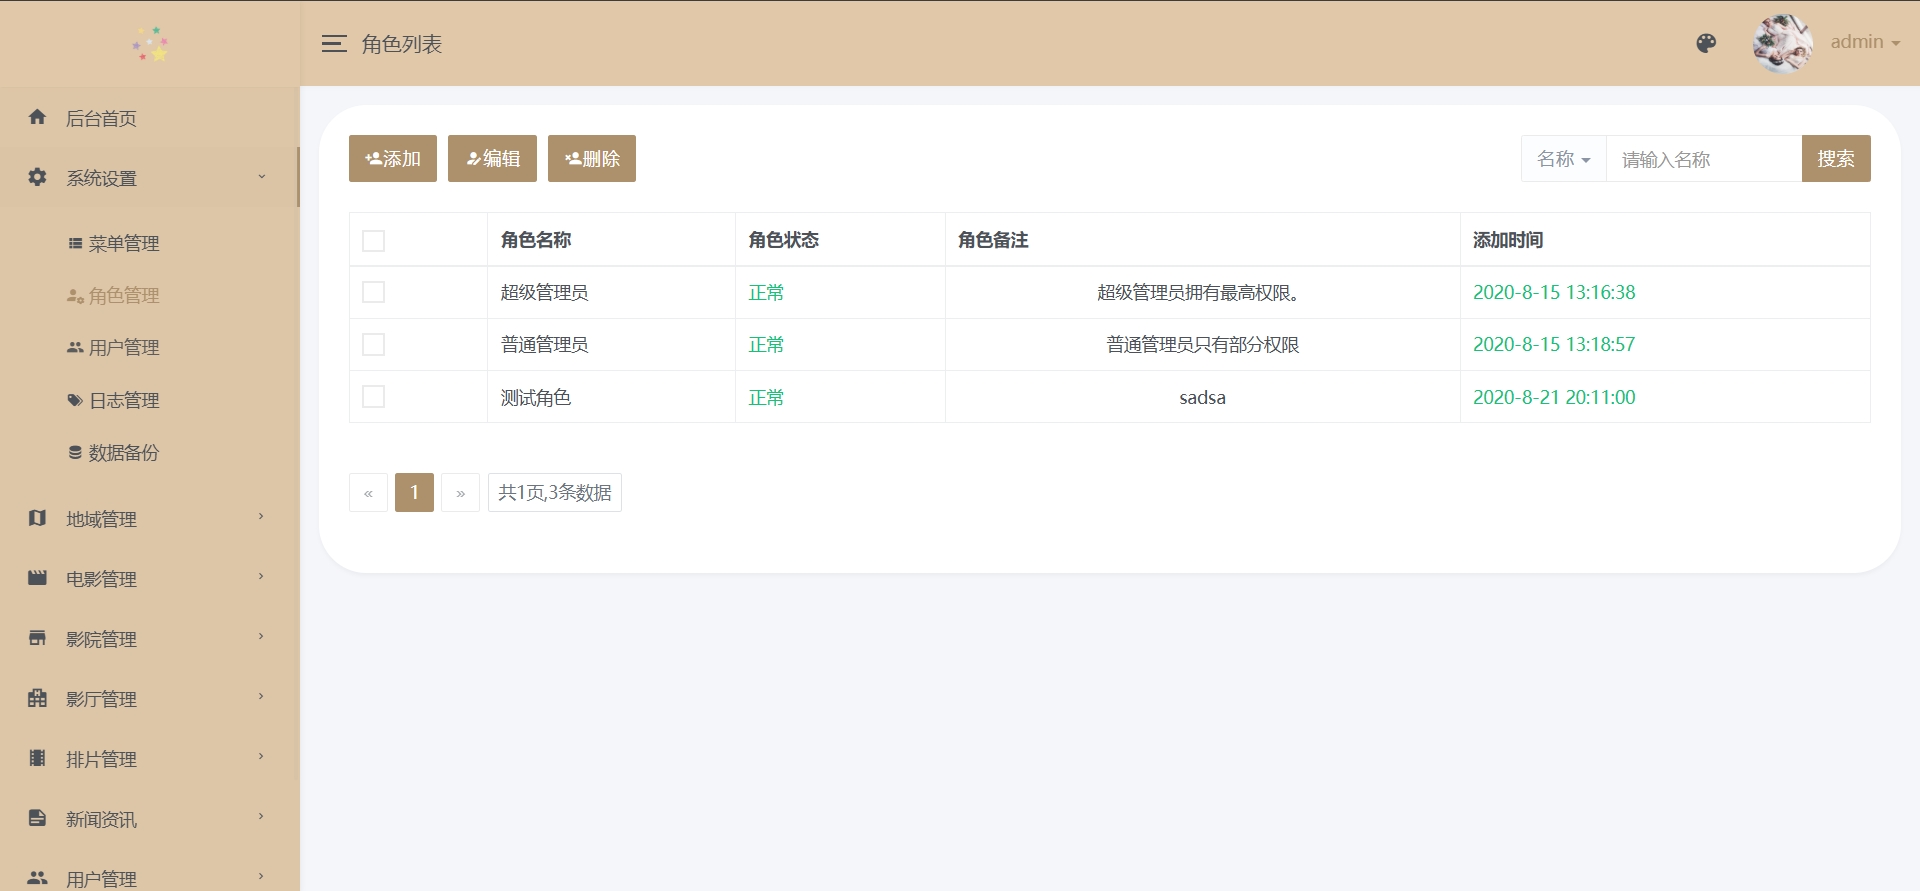 角色列表
admin
后台首页
系统设置
菜单管理
角色管理
用户管理
日志管理
数据备份
地域管理
电影管理
影院管理
影厅管理
排片管理
新闻资讯
用户管理
添加 编辑 删除
名称 请输入名称 搜索
角色名称 角色状态 角色备注 添加时间
超级管理员 正常 超级管理员拥有最高权限。 2020-8-15 13:16:38
普通管理员 正常 普通管理员只有部分权限 2020-8-15 13:18:57
测试角色 正常 sadsa 2020-8-21 20:11:00
« 1 » 共1页,3条数据